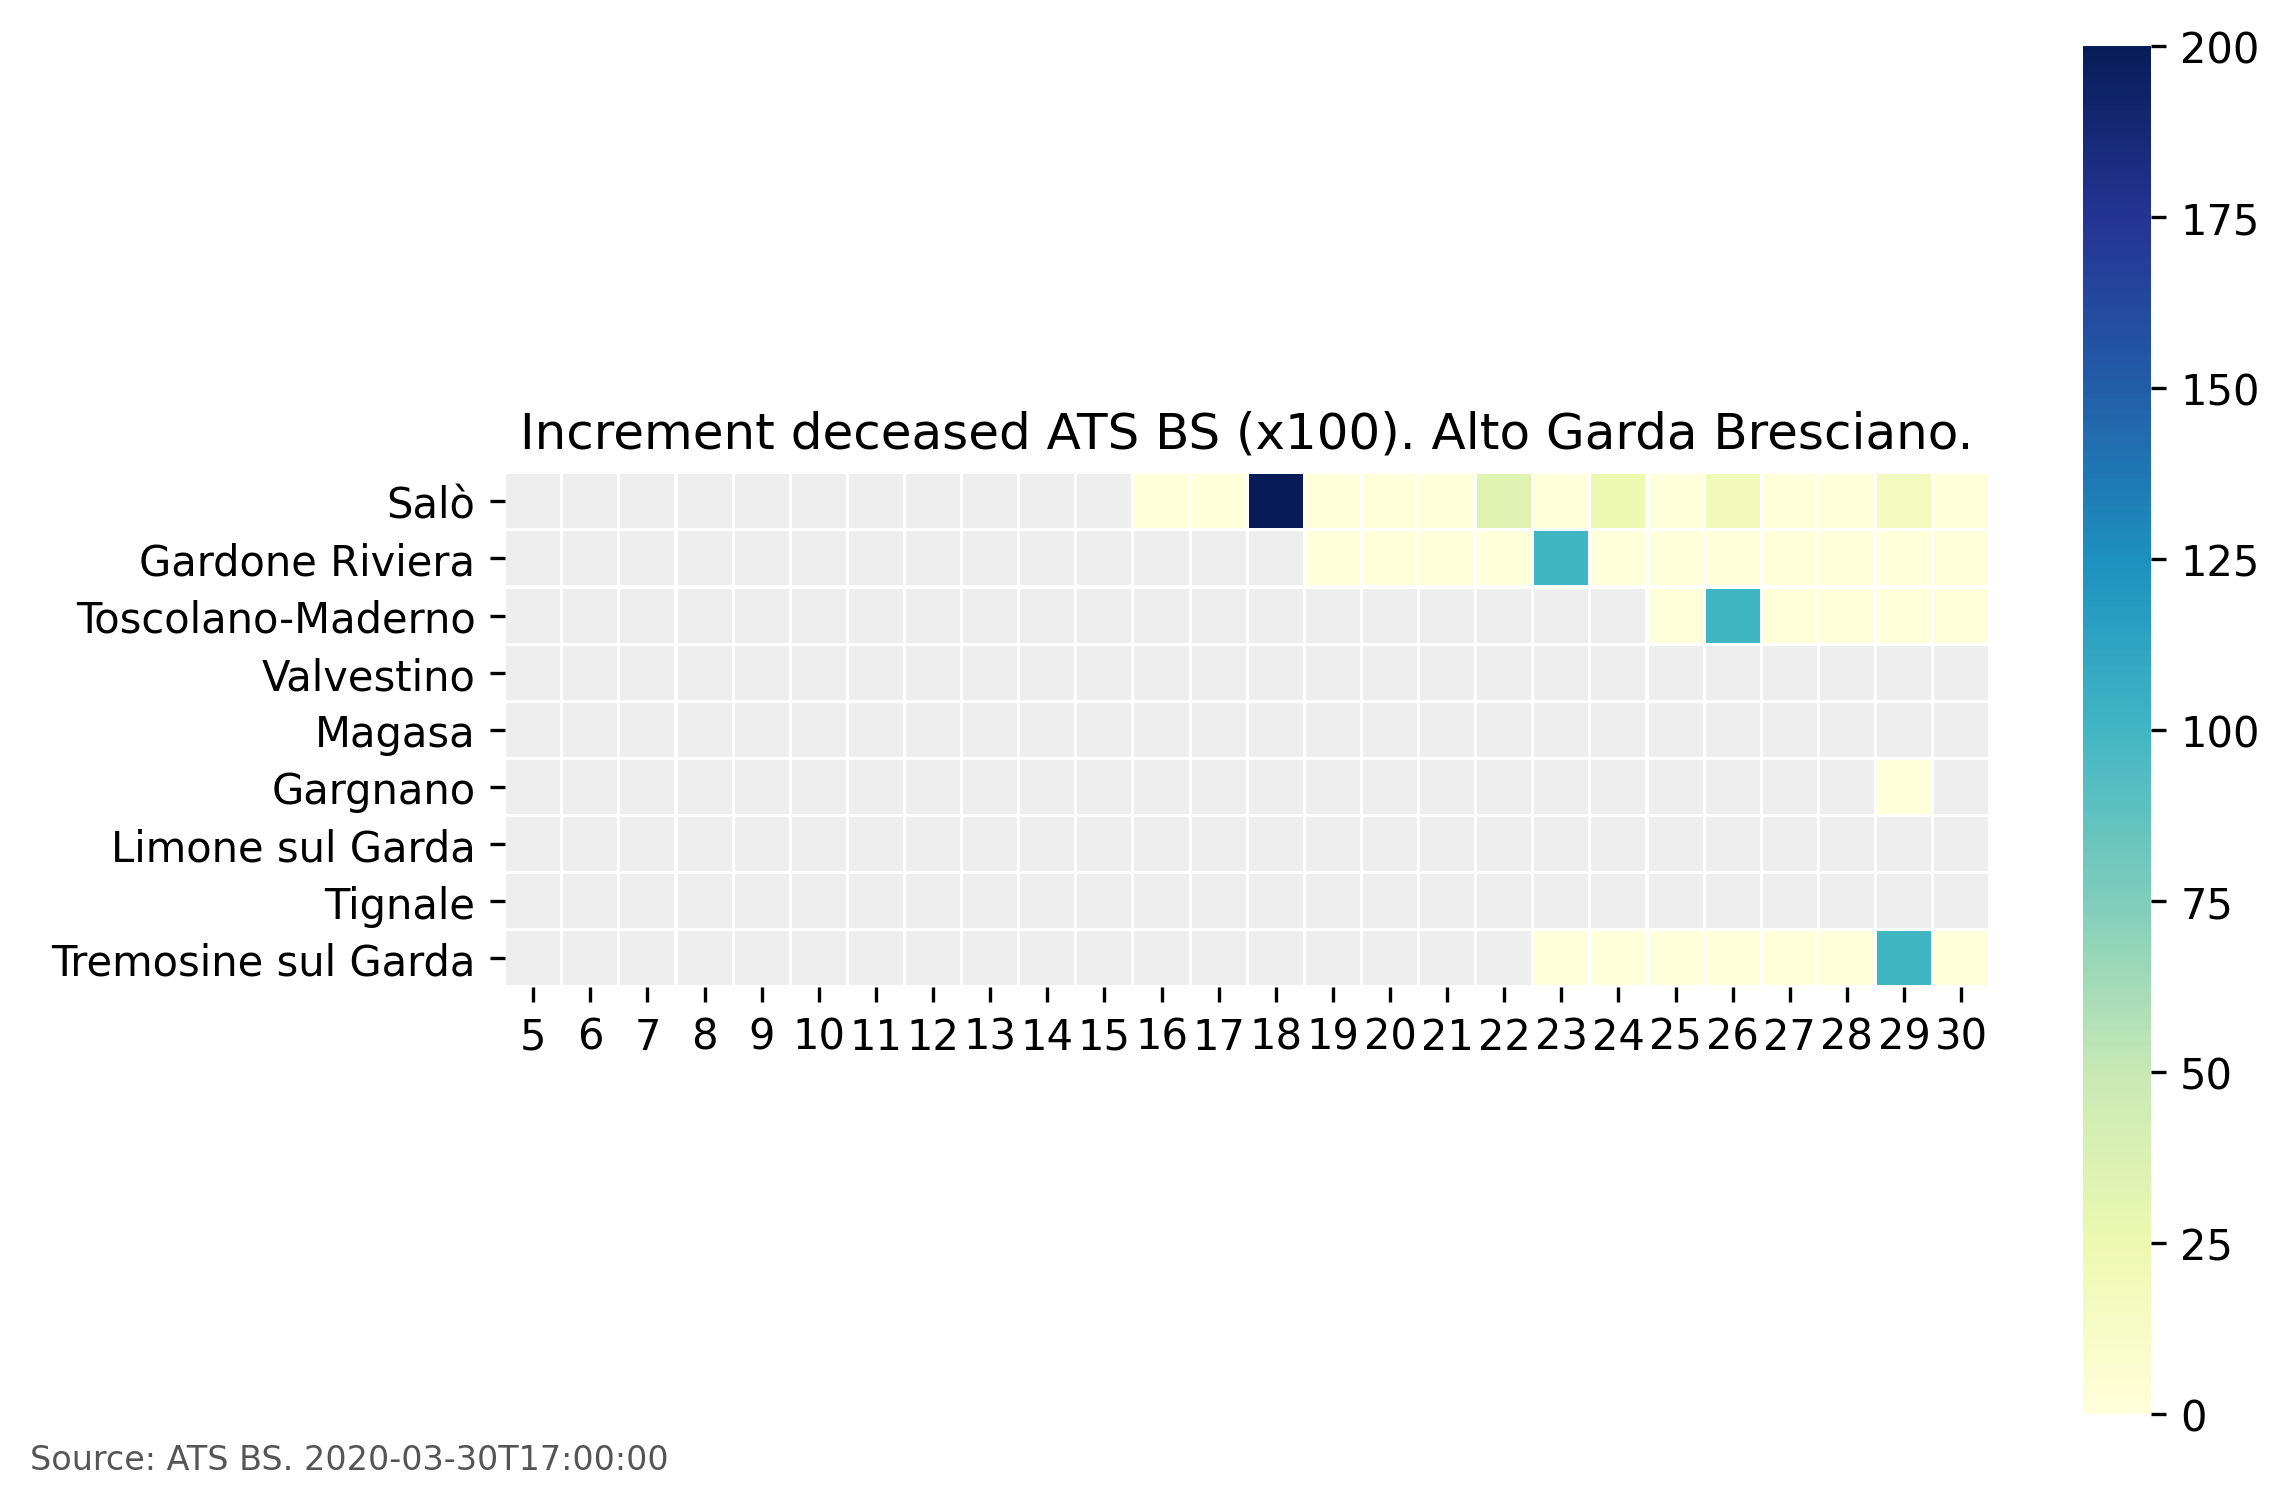 Increment deceased ATS BS (x100). Alto Garda Bresciano.
Salò
Gardone Riviera
Toscolano-Maderno
Valvestino
Magasa
Gargnano
Limone sul Garda
Tignale
Tremosine sul Garda
5 6 7 8 9 10 11 12 13 14 15 16 17 18 19 20 21 22 23 24 25 26 27 28 29 30
200
175
150
125
100
75
50
25
0
Source: ATS BS. 2020-03-30T17:00:00